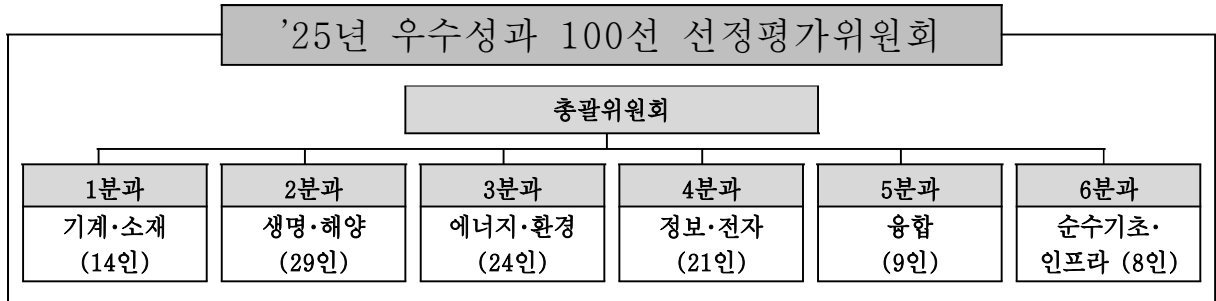 ’25년 우수성과 100선 선정평가위원회
총괄위원회
1분과
기계·소재
(14인)
2분과
생명·해양
(29인)
3분과
에너지·환경
(24인)
4분과
정보·전자
(21인)
5분과
융합
(9인)
6분과
순수기초·
인프라 (8인)